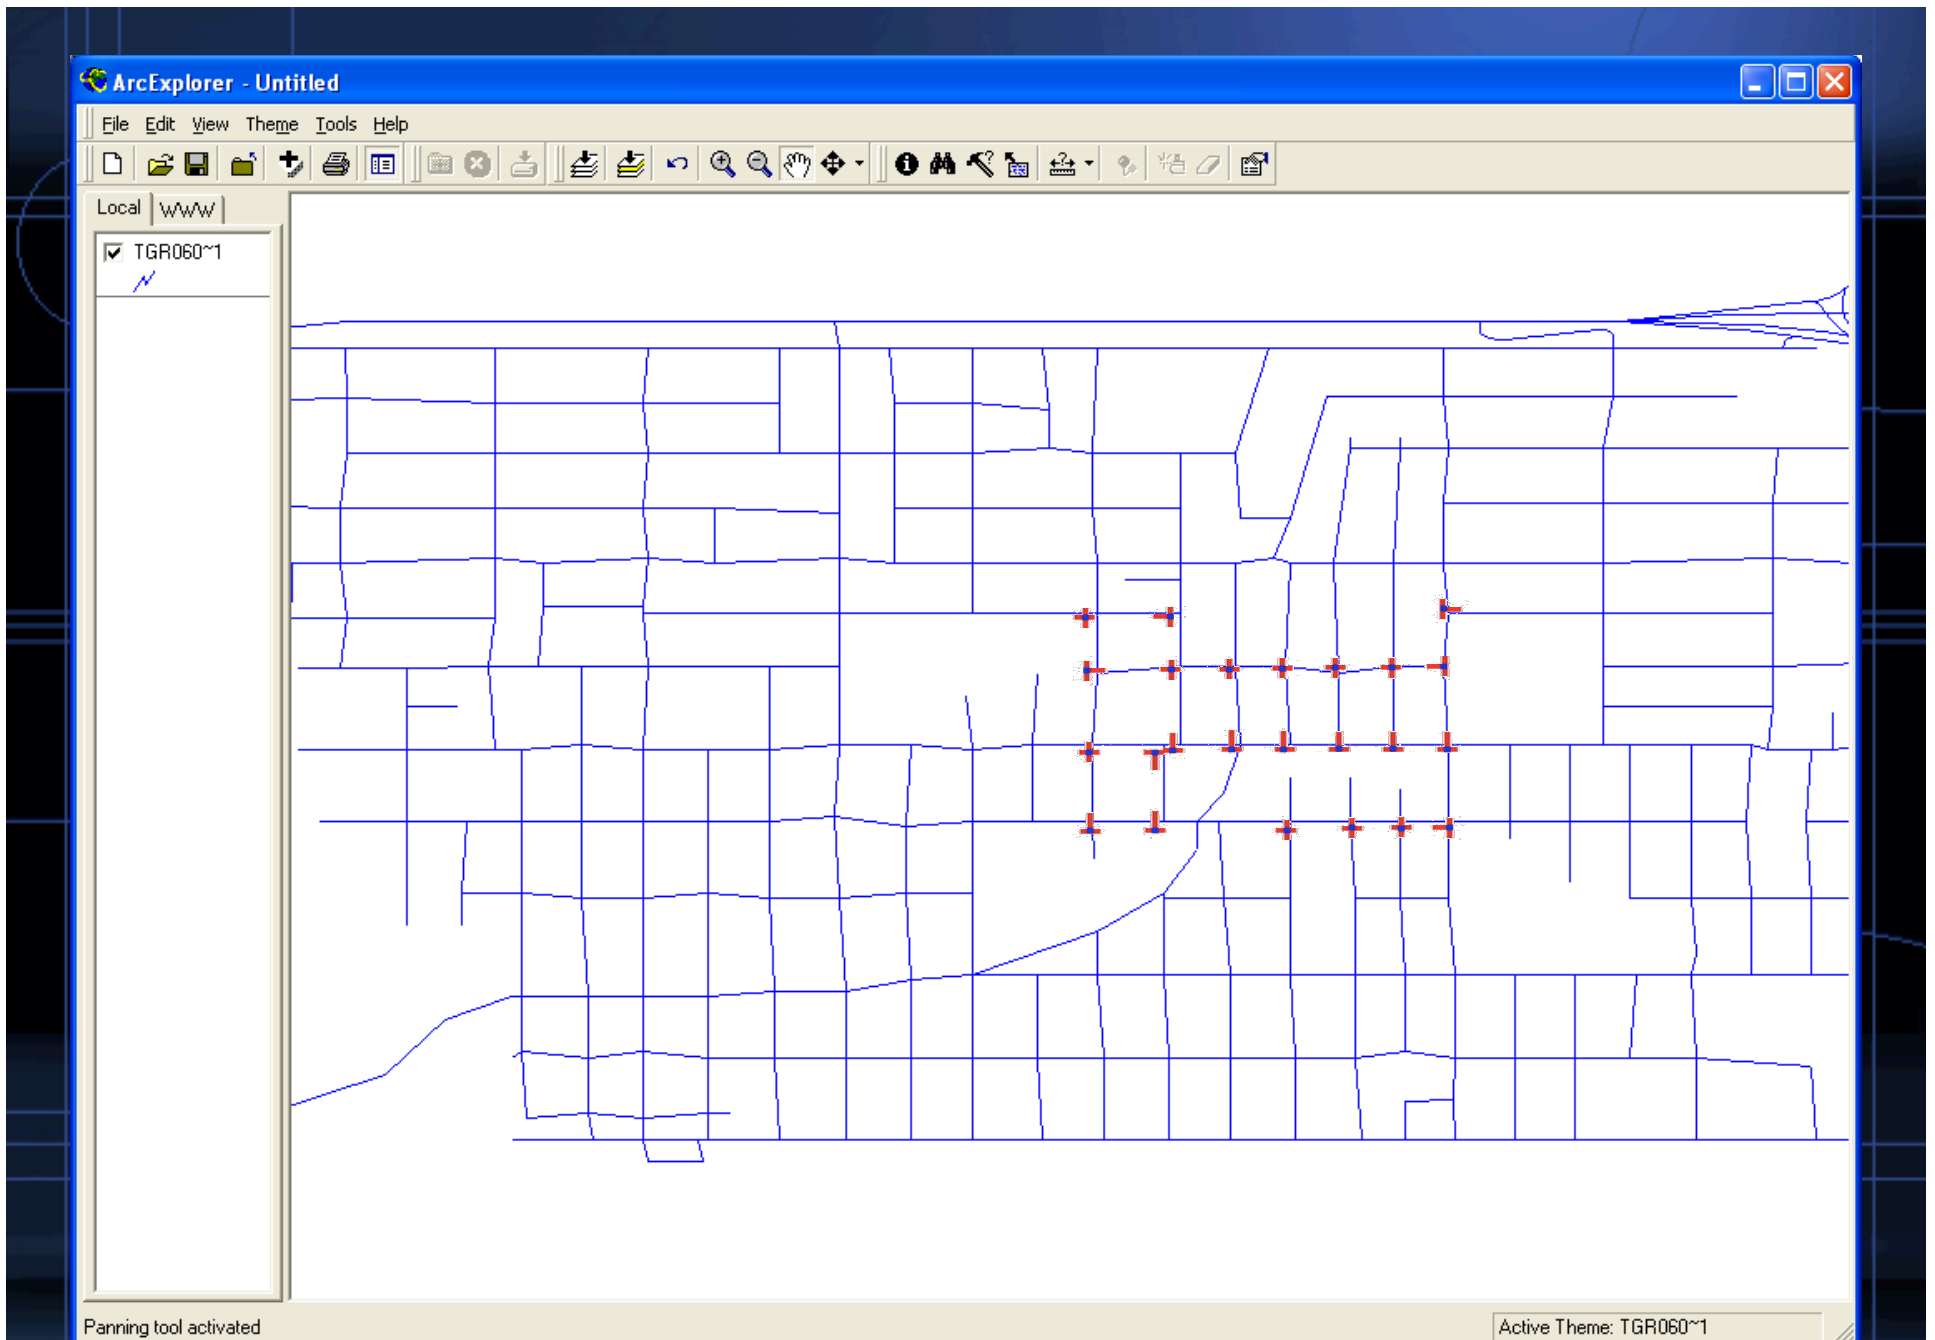 ArcExplorer - Untitled
File Edit View Theme Tools Help
Local WWW
TGR060~1
Panning tool activated
Active Theme: TGR060~1